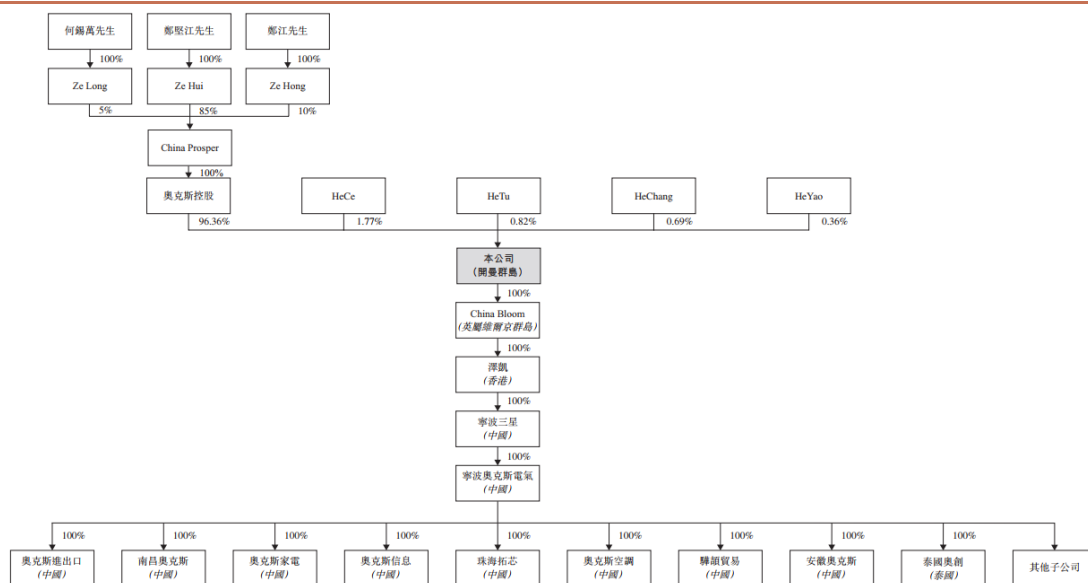 何錫萬先生
鄭堅江先生
鄭江先生
100%
100%
100%
Ze Long
Ze Hui
Ze Hong
5%
85%
10%
China Prosper
100%
奧克斯控股
HeCe
HeTu
HeChang
HeYao
96.36%
1.77%
0.82%
0.69%
0.36%
本公司
（開曼群島）
100%
China Bloom
(英屬維爾京群島)
100%
澤凱
(香港)
100%
寧波三星
(中國)
100%
寧波奧克斯電氣
(中國)
100%
100%
100%
100%
100%
100%
100%
100%
100%
奧克斯進出口
南昌奧克斯
奧克斯家電
奧克斯信息
珠海拓芯
奧克斯空調
驊頡貿易
安徽奧克斯
泰國奧創
其他子公司
(中國)
(中國)
(中國)
(中國)
(中國)
(中國)
(中國)
(中國)
(泰國)